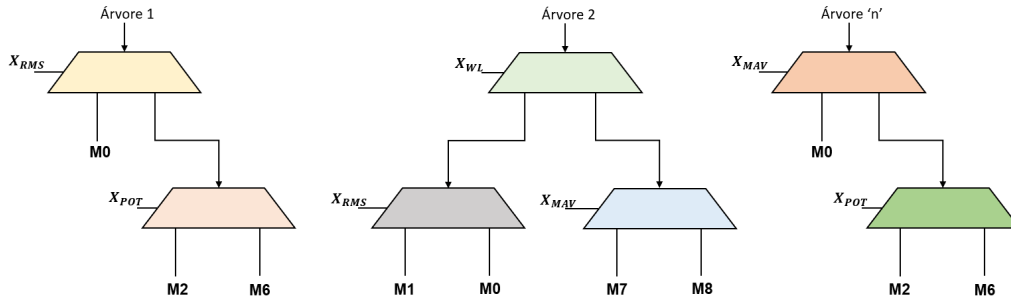 Árvore 1
Árvore 2
Árvore ‘n’
X_RMS
X_WL
X_MAV
M0
M0
X_POT
X_RMS
X_MAV
X_POT
M2
M6
M1
M0
M7
M8
M2
M6